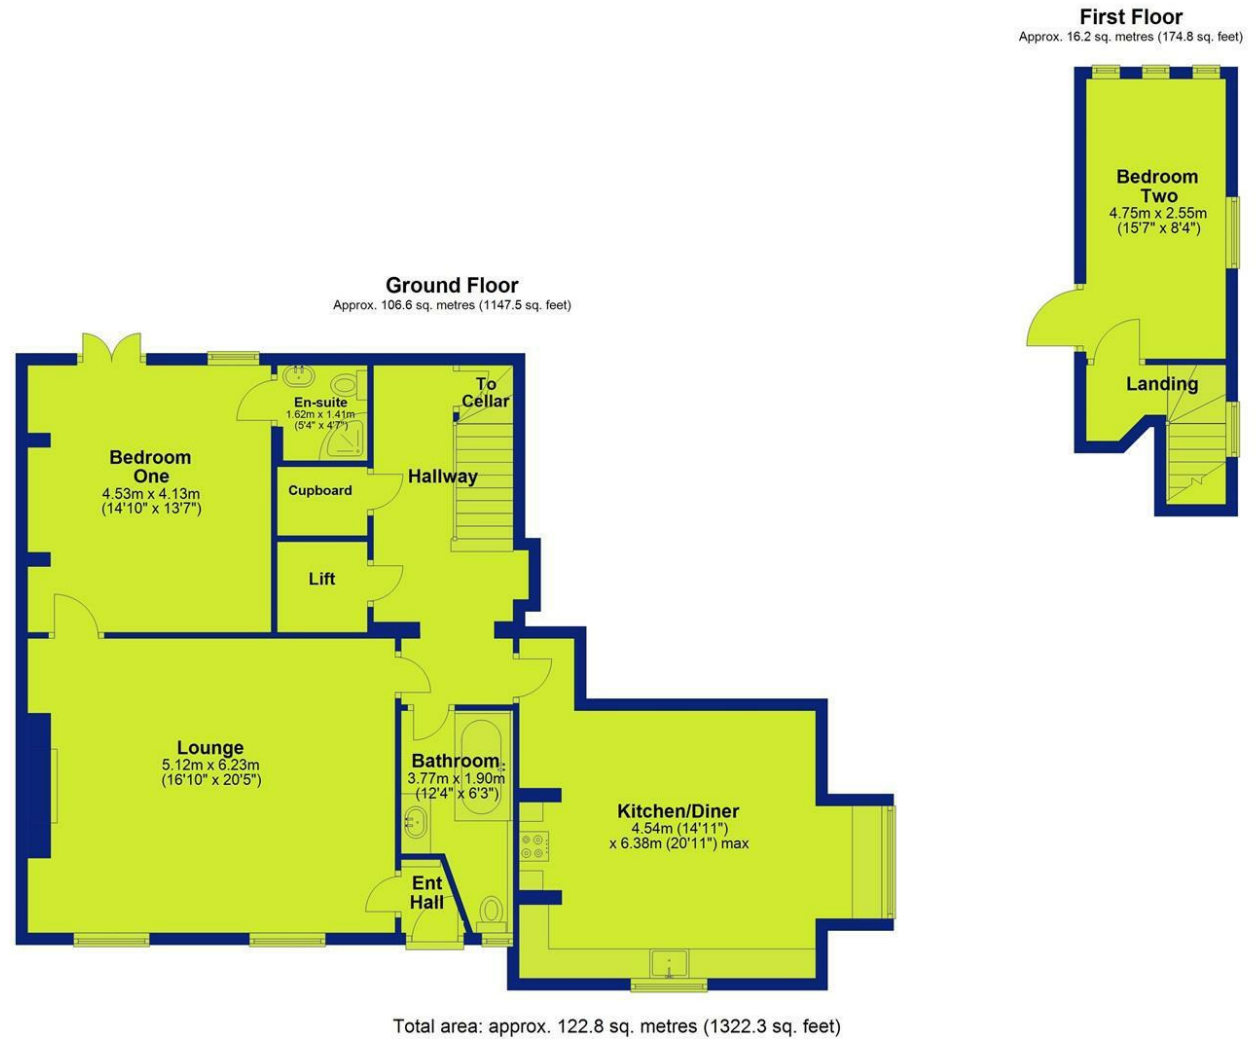 First Floor
Approx. 16.2 sq. metres (174.8 sq. feet)
Bedroom
Two
4.75m x 2.55m
(15'7" x 8'4")
Landing
Ground Floor
Approx. 106.6 sq. metres (1147.5 sq. feet)
To
Cellar
En-suite
1.62m x 1.41m
(5'4" x 4'7")
Bedroom
One
4.53m x 4.13m
(14'10" x 13'7")
Hallway
Cupboard
Lift
Lounge
5.12m x 6.23m
(16'10" x 20'5")
Bathroom
3.77m x 1.90m
(12'4" x 6'3")
Kitchen/Diner
4.54m (14'11")
x 6.38m (20'11") max
Ent
Hall
Total area: approx. 122.8 sq. metres (1322.3 sq. feet)